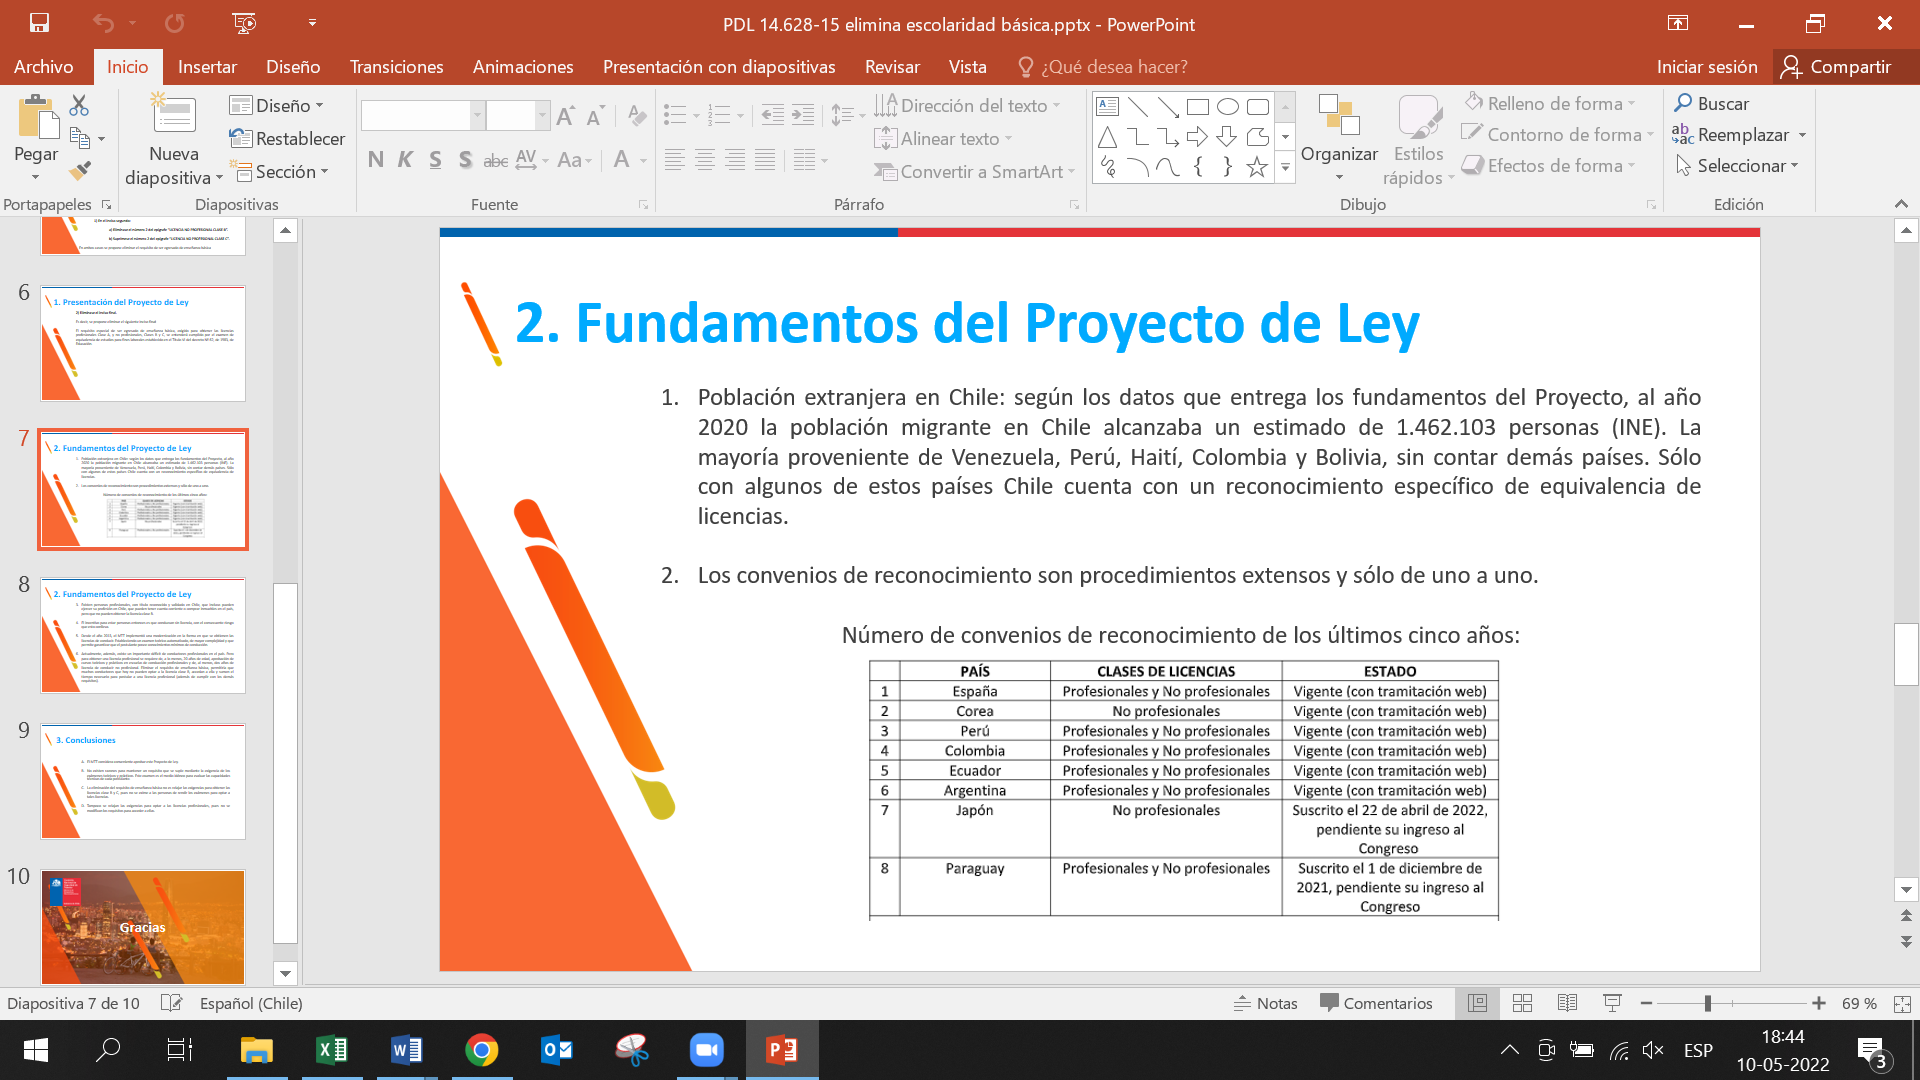 PDL 14.628-15 elimina escolaridad básica.pptx - PowerPoint
Archivo Inicio Insertar Diseño Transiciones Animaciones Presentación con diapositivas Revisar Vista ¿Qué desea hacer? Iniciar sesión Compartir
Pegar
Portapapeles
Nueva diapositiva
Diseño
Restablecer
Sección
Diapositivas
N K S S abc AV Aa A
Fuente
Dirección del texto
Alinear texto
Convertir a SmartArt
Párrafo
Organizar
Estilos rápidos
Relleno de forma
Contorno de forma
Efectos de forma
Dibujo
Buscar
Reemplazar
Seleccionar
Edición
6
1. Presentación del Proyecto de Ley
7
2. Fundamentos del Proyecto de Ley
8
2. Fundamentos del Proyecto de Ley
9
3. Conclusiones
10
Gracias
2. Fundamentos del Proyecto de Ley
1. Población extranjera en Chile: según los datos que entrega los fundamentos del Proyecto, al año
2020 la población migrante en Chile alcanzaba un estimado de 1.462.103 personas (INE). La
mayoría proveniente de Venezuela, Perú, Haití, Colombia y Bolivia, sin contar demás países. Sólo
con algunos de estos países Chile cuenta con un reconocimiento específico de equivalencia de
licencias.
2. Los convenios de reconocimiento son procedimientos extensos y sólo de uno a uno.
Número de convenios de reconocimiento de los últimos cinco años:
PAÍS CLASES DE LICENCIAS ESTADO
1 España Profesionales y No profesionales Vigente (con tramitación web)
2 Corea No profesionales Vigente (con tramitación web)
3 Perú Profesionales y No profesionales Vigente (con tramitación web)
4 Colombia Profesionales y No profesionales Vigente (con tramitación web)
5 Ecuador Profesionales y No profesionales Vigente (con tramitación web)
6 Argentina Profesionales y No profesionales Vigente (con tramitación web)
7 Japón No profesionales Suscrito el 22 de abril de 2022,
pendiente su ingreso al
Congreso
8 Paraguay Profesionales y No profesionales Suscrito el 1 de diciembre de
2021, pendiente su ingreso al
Congreso
Diapositiva 7 de 10 Español (Chile) Notas Comentarios 69 %
ESP
18:44
10-05-2022
3